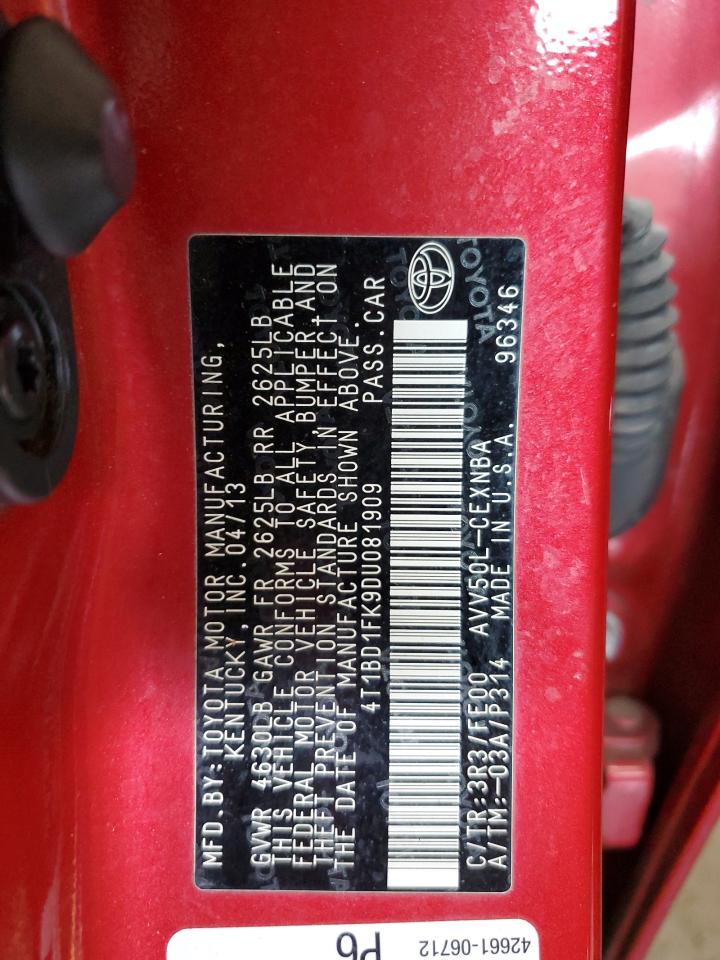 MFD.BY:TOYOTA MOTOR MANUFACTURING,
KENTUCKY,INC.04/13
GVWR 4630LB GAWR FR 2625LB RR 2625LB
THIS VEHICLE CONFORMS TO ALL APPLICABLE
FEDERAL MOTOR VEHICLE SAFETY, BUMPER AND
THEFT PREVENTION STANDARDS IN EFFECT ON
THE DATE OF MANUFACTURE SHOWN ABOVE.
4T1BD1FK9DU081909 PASS.CAR
C/TR:3R3/FE00 AVV50L-CEXNBA
A/TM:-03A/P314 MADE IN U.S.A. 96346
TOYOTA
TOYOTA
42661-06712